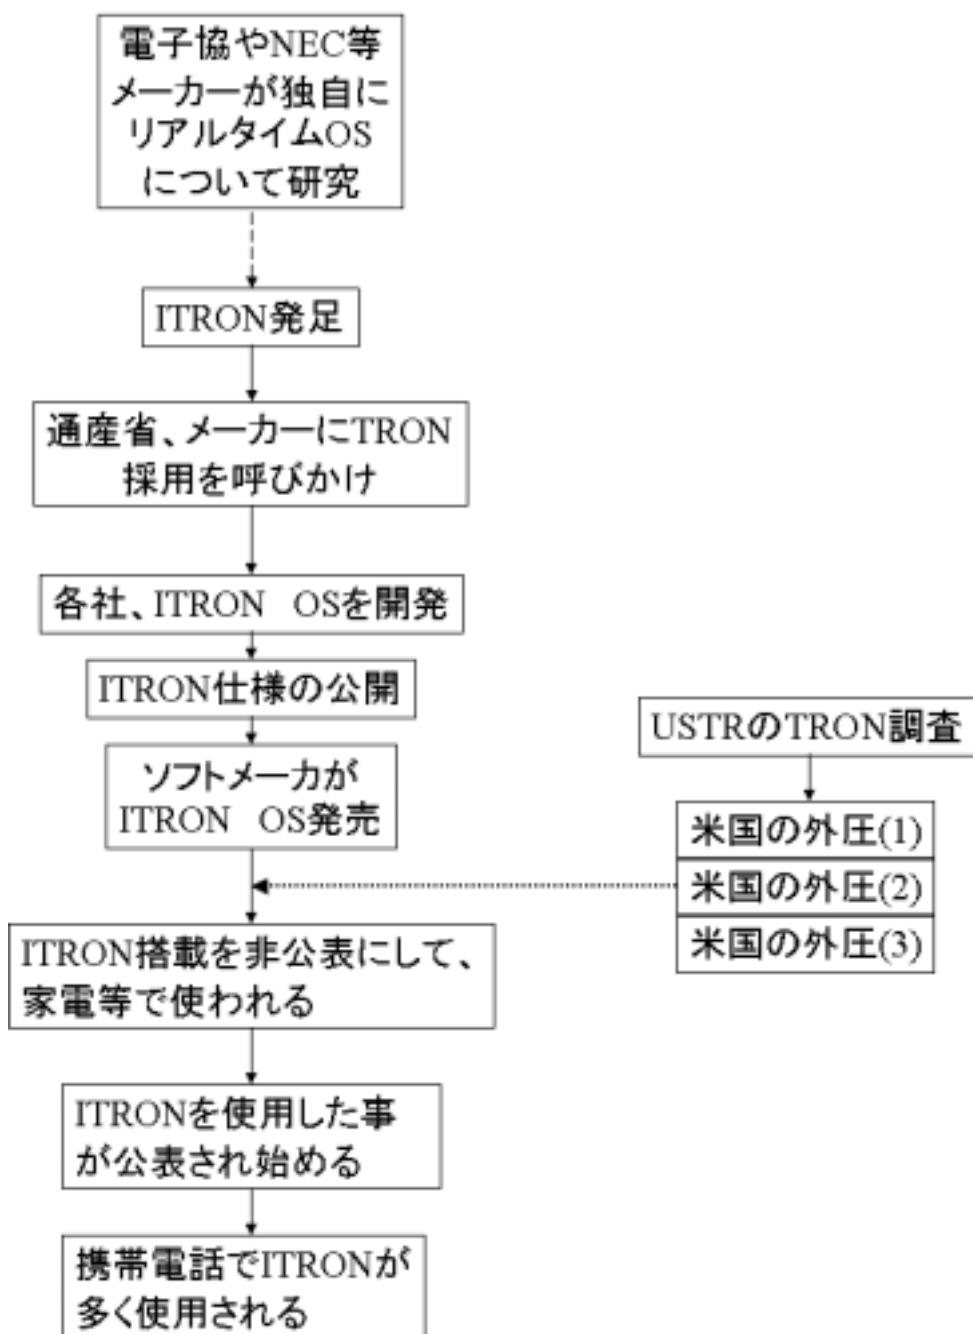 電子協やNEC等
メーカーが独自に
リアルタイムOS
について研究
ITRON発足
通産省、メーカーにTRON
採用を呼びかけ
各社、ITRON　OSを開発
ITRON仕様の公開
ソフトメーカが
ITRON　OS発売
USTRのTRON調査
米国の外圧(1)
米国の外圧(2)
米国の外圧(3)
ITRON搭載を非公表にして、
家電等で使われる
ITRONを使用した事
が公表され始める
携帯電話でITRONが
多く使用される